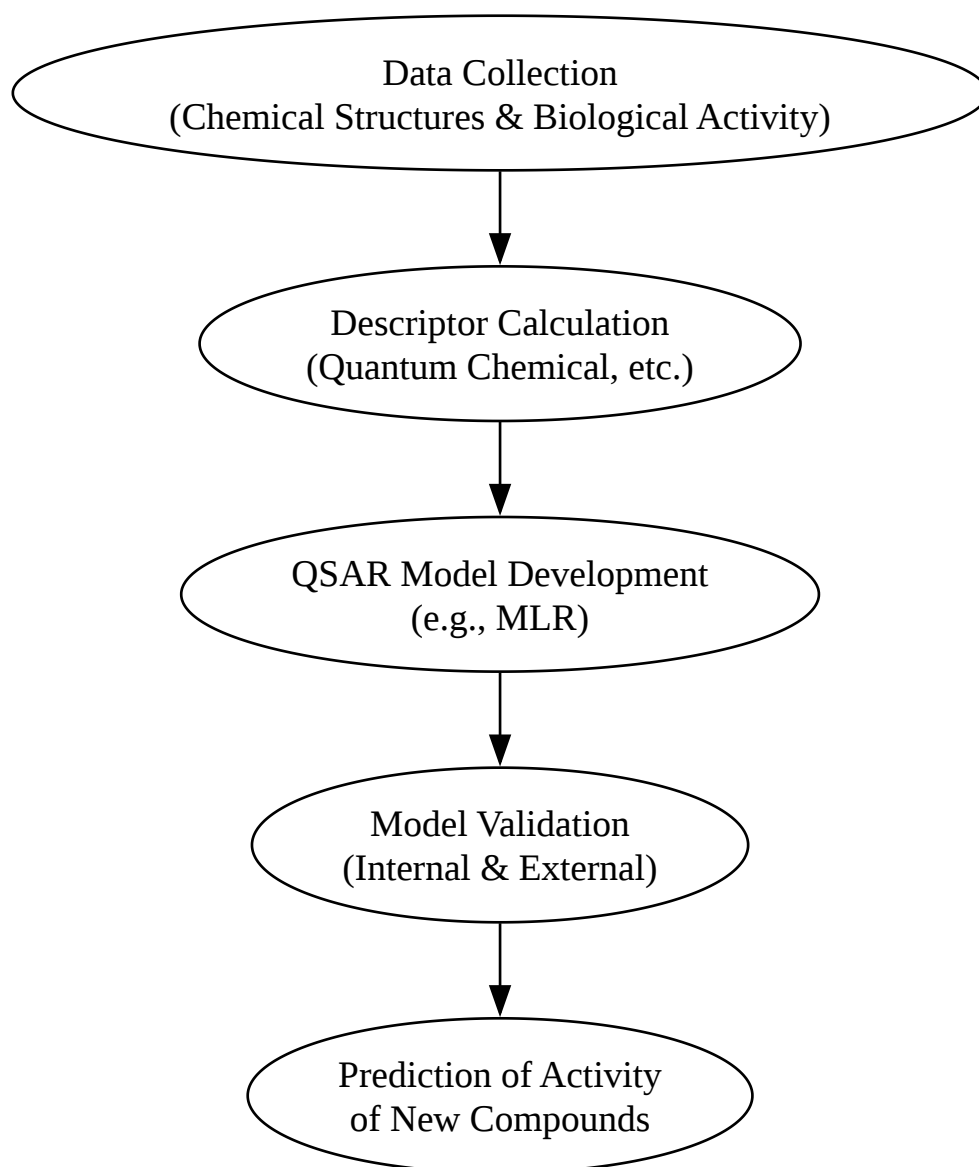 Data Collection
(Chemical Structures & Biological Activity)
Descriptor Calculation
(Quantum Chemical, etc.)
QSAR Model Development
(e.g., MLR)
Model Validation
(Internal & External)
Prediction of Activity
of New Compounds